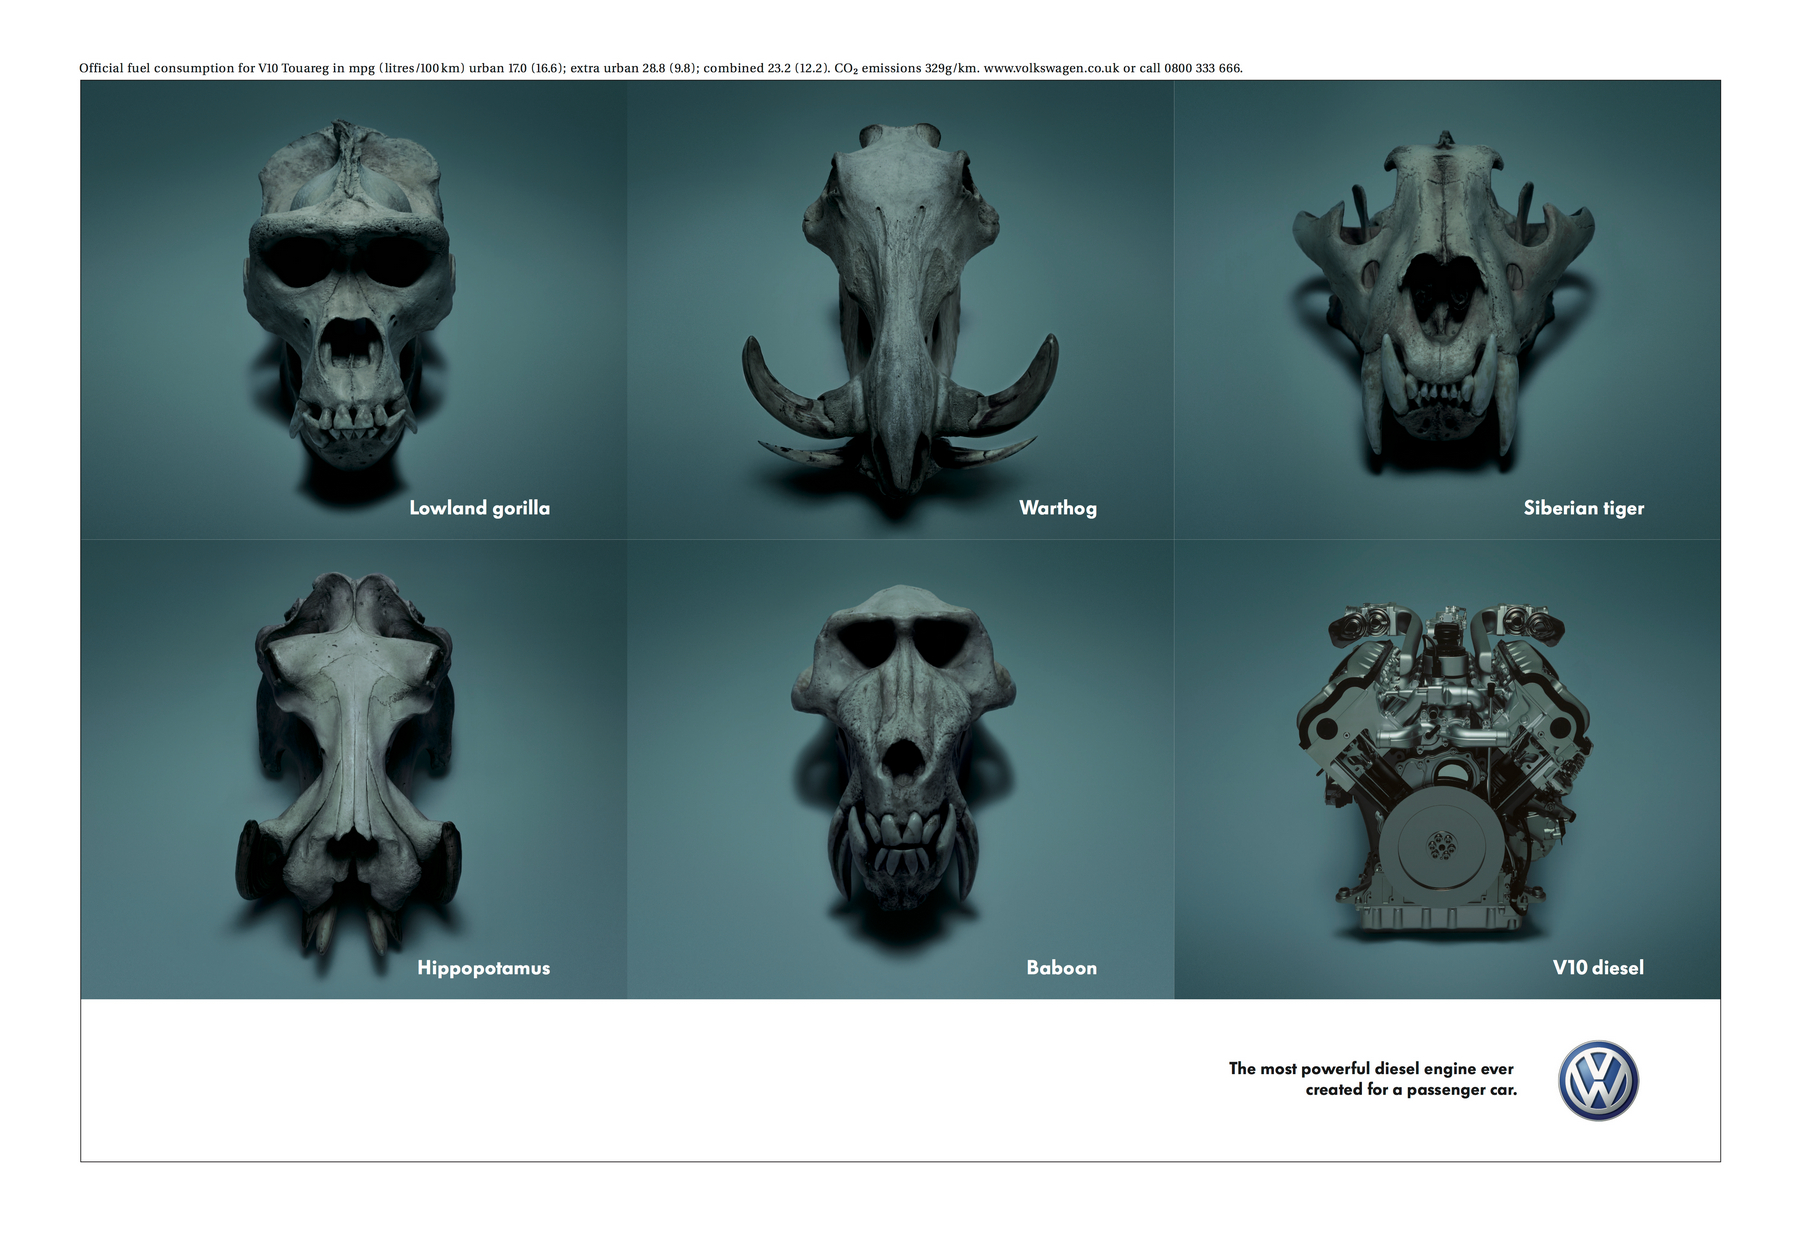 Official fuel consumption for V10 Touareg in mpg (litres/100 km) urban 17.0 (16.6); extra urban 28.8 (9.8); combined 23.2 (12.2). CO₂ emissions 329g/km. www.volkswagen.co.uk or call 0800 333 666.
Lowland gorilla
Warthog
Siberian tiger
Hippopotamus
Baboon
V10 diesel
The most powerful diesel engine ever
created for a passenger car.
VW